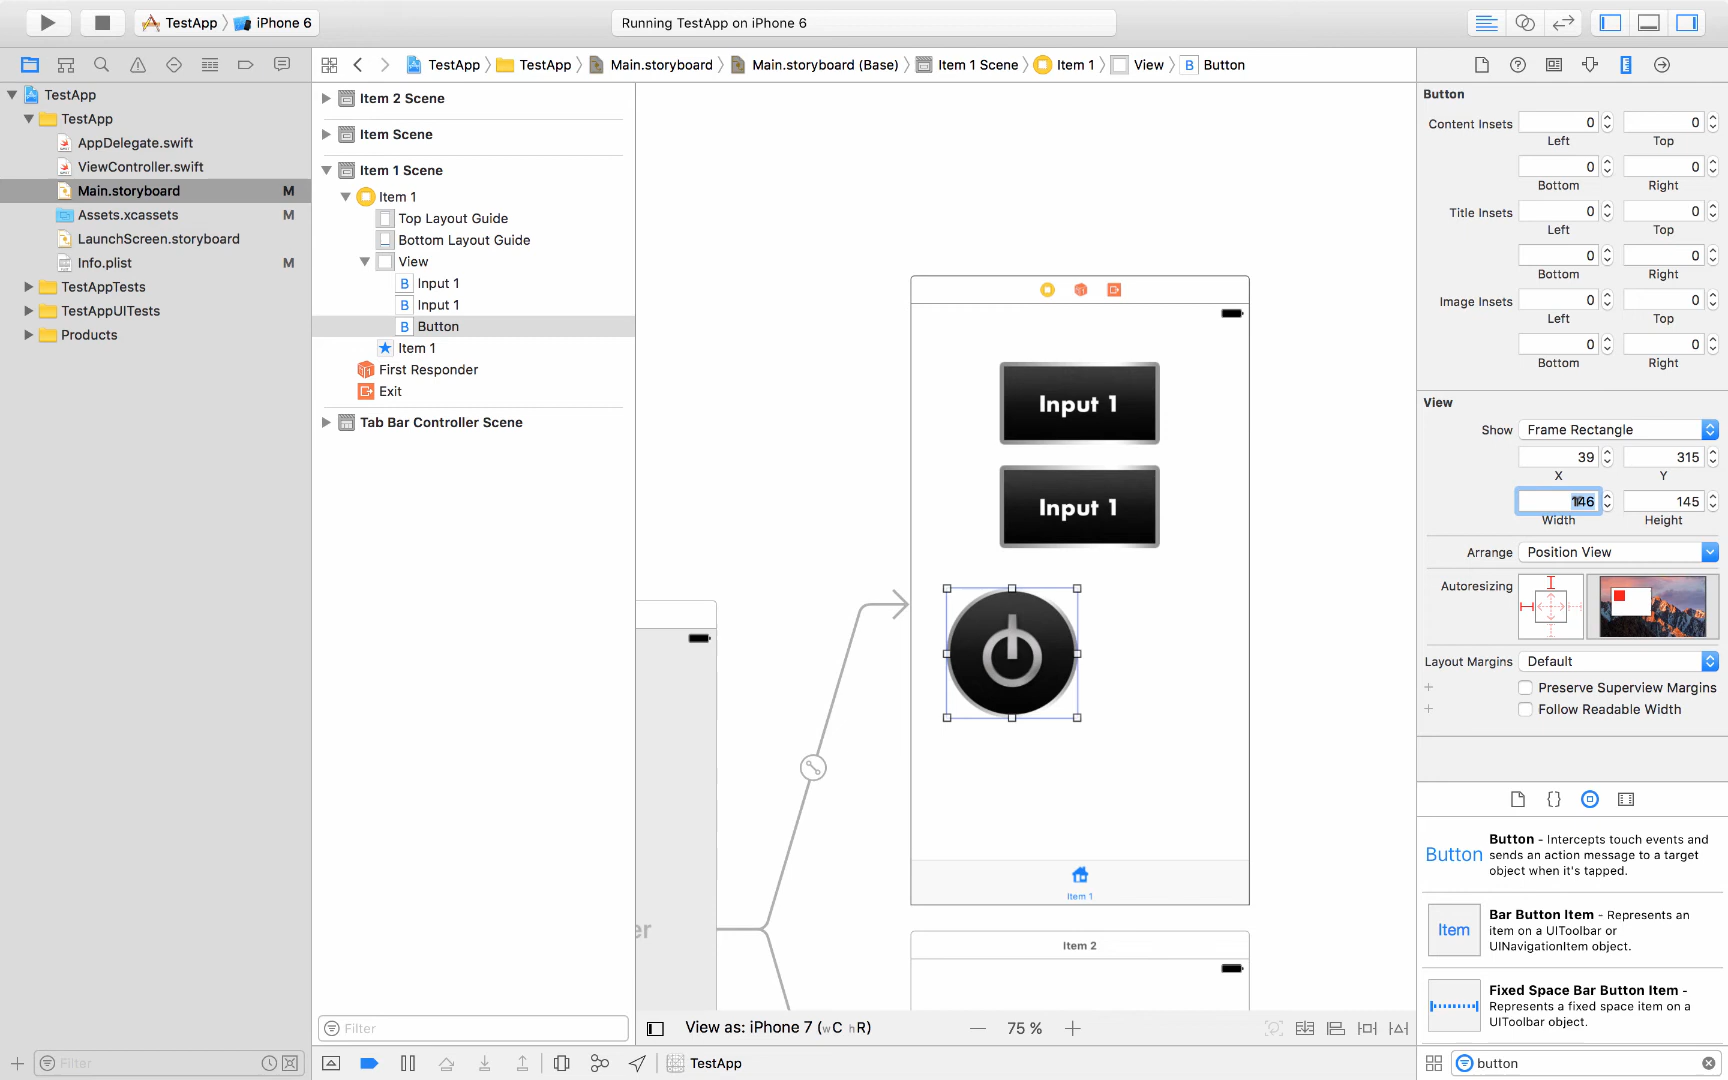 TestApp
iPhone 6
Running TestApp on iPhone 6
TestApp
TestApp
Main.storyboard
Main.storyboard (Base)
Item 1 Scene
Item 1
View
B Button
TestApp
TestApp
AppDelegate.swift
ViewController.swift
Main.storyboard M
Assets.xcassets M
LaunchScreen.storyboard
Info.plist M
TestAppTests
TestAppUITests
Products
Filter
Item 2 Scene
Item Scene
Item 1 Scene
Item 1
Top Layout Guide
Bottom Layout Guide
View
B Input 1
B Input 1
B Button
Item 1
First Responder
Exit
Tab Bar Controller Scene
Filter
Input 1
Input 1
Item 1
er
Item 2
View as: iPhone 7 (wC hR)
75 %
TestApp
Button
Content Insets 0 0
Left Top
0 0
Bottom Right
Title Insets 0 0
Left Top
0 0
Bottom Right
Image Insets 0 0
Left Top
0 0
Bottom Right
View
Show Frame Rectangle
39 315
X Y
146 145
Width Height
Arrange Position View
Autoresizing
Layout Margins Default
Preserve Superview Margins
Follow Readable Width
Button
Button - Intercepts touch events and
sends an action message to a target
object when it's tapped.
Item
Bar Button Item - Represents an
item on a UIToolbar or
UINavigationItem object.
Fixed Space Bar Button Item -
Represents a fixed space item on a
UIToolbar object.
button